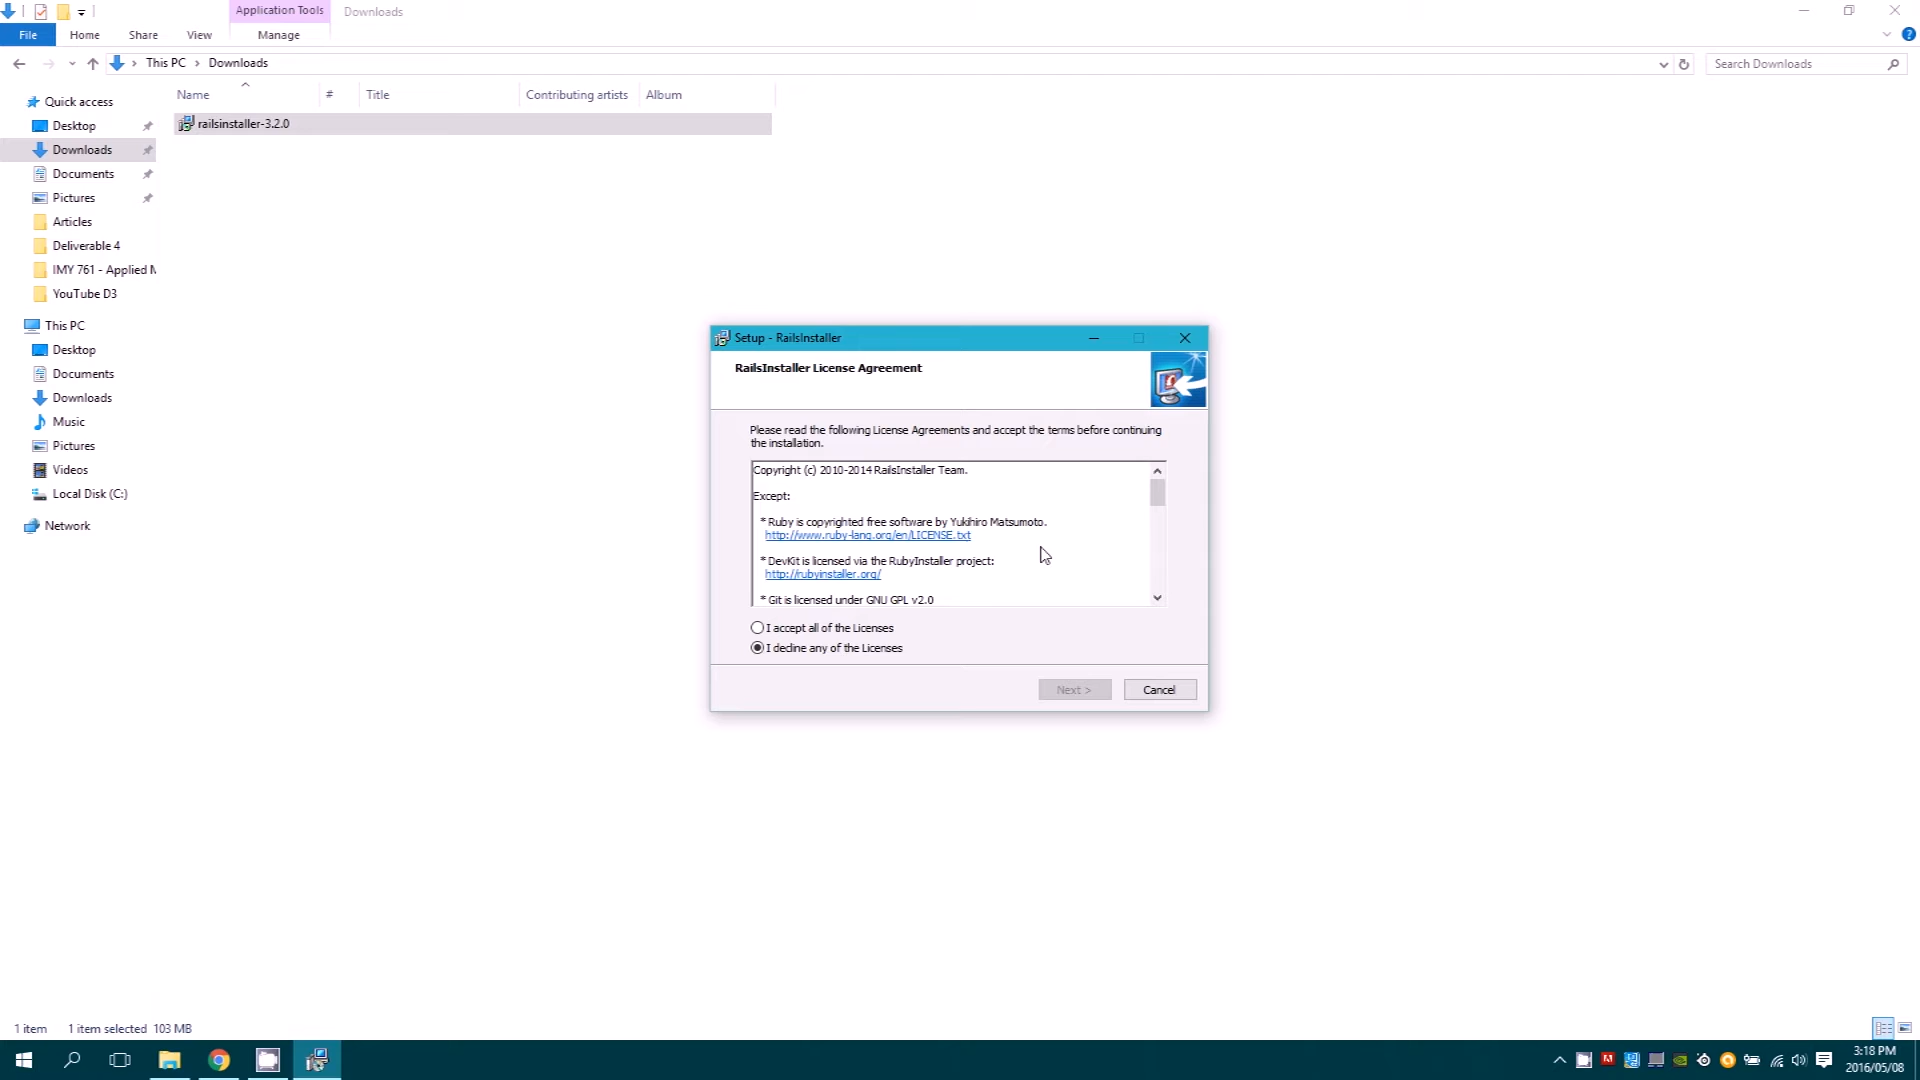 Application Tools
Downloads
File
Home
Share
View
Manage
This PC
Downloads
Search Downloads
Name
#
Title
Contributing artists
Album
Quick access
Desktop
Downloads
Documents
Pictures
Articles
Deliverable 4
IMY 761 - Applied M
YouTube D3
This PC
Desktop
Documents
Downloads
Music
Pictures
Videos
Local Disk (C:)
Network
railsinstaller-3.2.0
Setup - RailsInstaller
RailsInstaller License Agreement
Please read the following License Agreements and accept the terms before continuing
the installation.
Copyright (c) 2010-2014 RailsInstaller Team.
Except:
* Ruby is copyrighted free software by Yukihiro Matsumoto.
http://www.ruby-lang.org/en/LICENSE.txt
* DevKit is licensed via the RubyInstaller project:
http://rubyinstaller.org/
* Git is licensed under GNU GPL v2.0
I accept all of the Licenses
I decline any of the Licenses
Next >
Cancel
1 item
1 item selected 103 MB
3:18 PM
2016/05/08